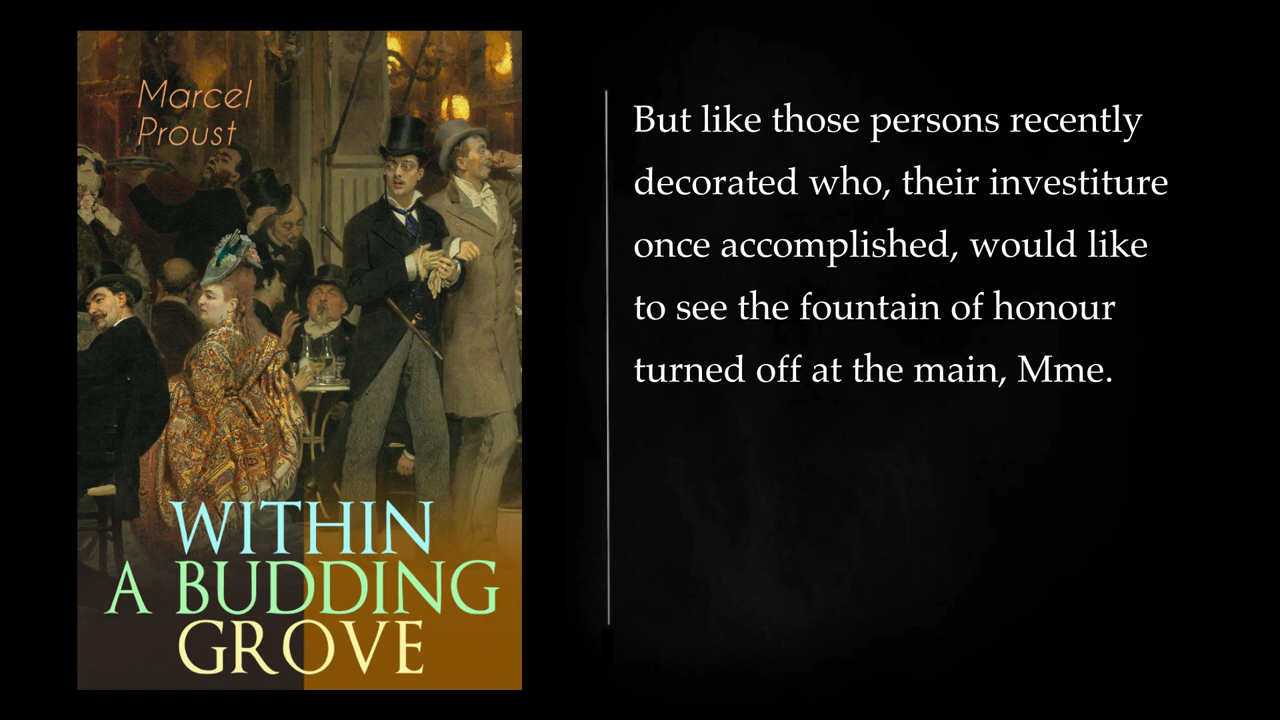 Marcel
Proust
WITHIN
A BUDDING
GROVE
But like those persons recently
decorated who, their investiture
once accomplished, would like
to see the fountain of honour
turned off at the main, Mme.